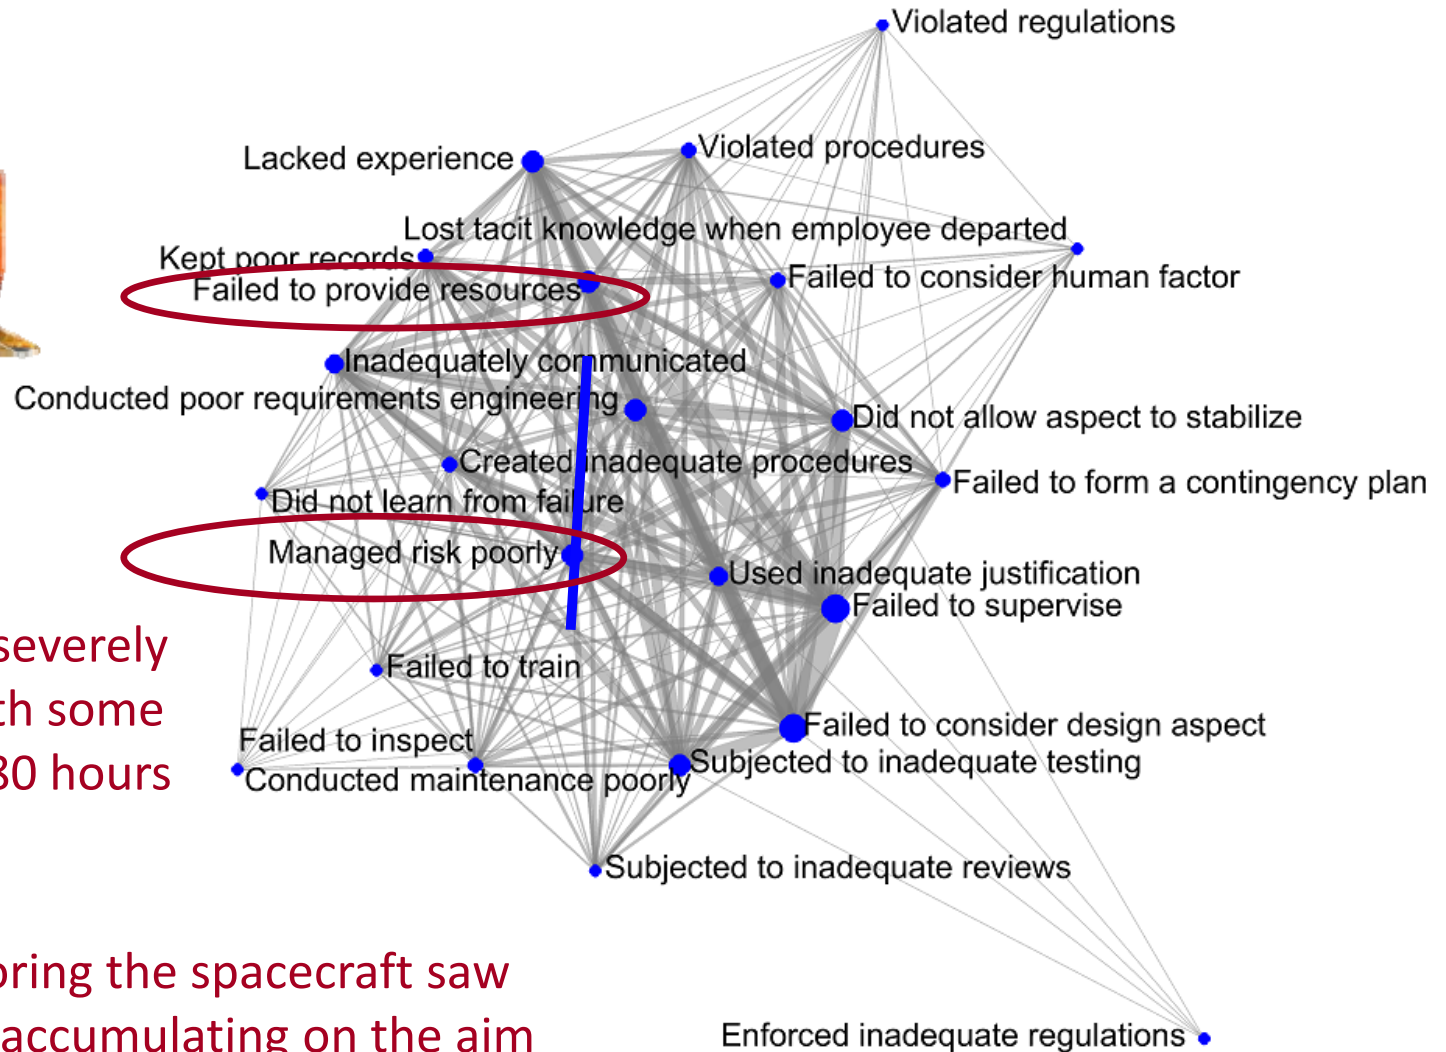 Violated regulations
Violated procedures
Lacked experience
Lost tacit knowledge when employee departed
Kept poor records
Failed to consider human factor
Failed to provide resources
Inadequately communicated
Conducted poor requirements engineering
Did not allow aspect to stabilize
Created inadequate procedures
Failed to form a contingency plan
Did not learn from failure
Managed risk poorly
Used inadequate justification
Failed to supervise
severely
Failed to train
th some
Failed to consider design aspect
Failed to inspect
Subjected to inadequate testing
80 hours
Conducted maintenance poorly
Subjected to inadequate reviews
oring the spacecraft saw
accumulating on the aim
Enforced inadequate regulations